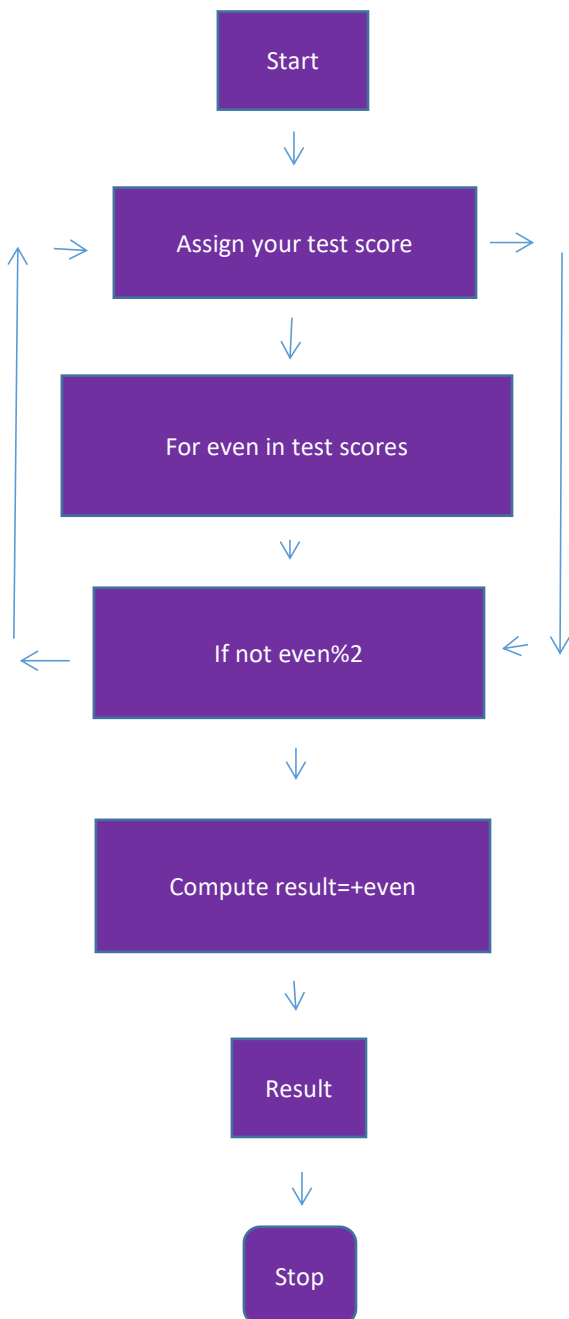 Start
Assign your test score
For even in test scores
If not even%2
Compute result=+even
Result
Stop